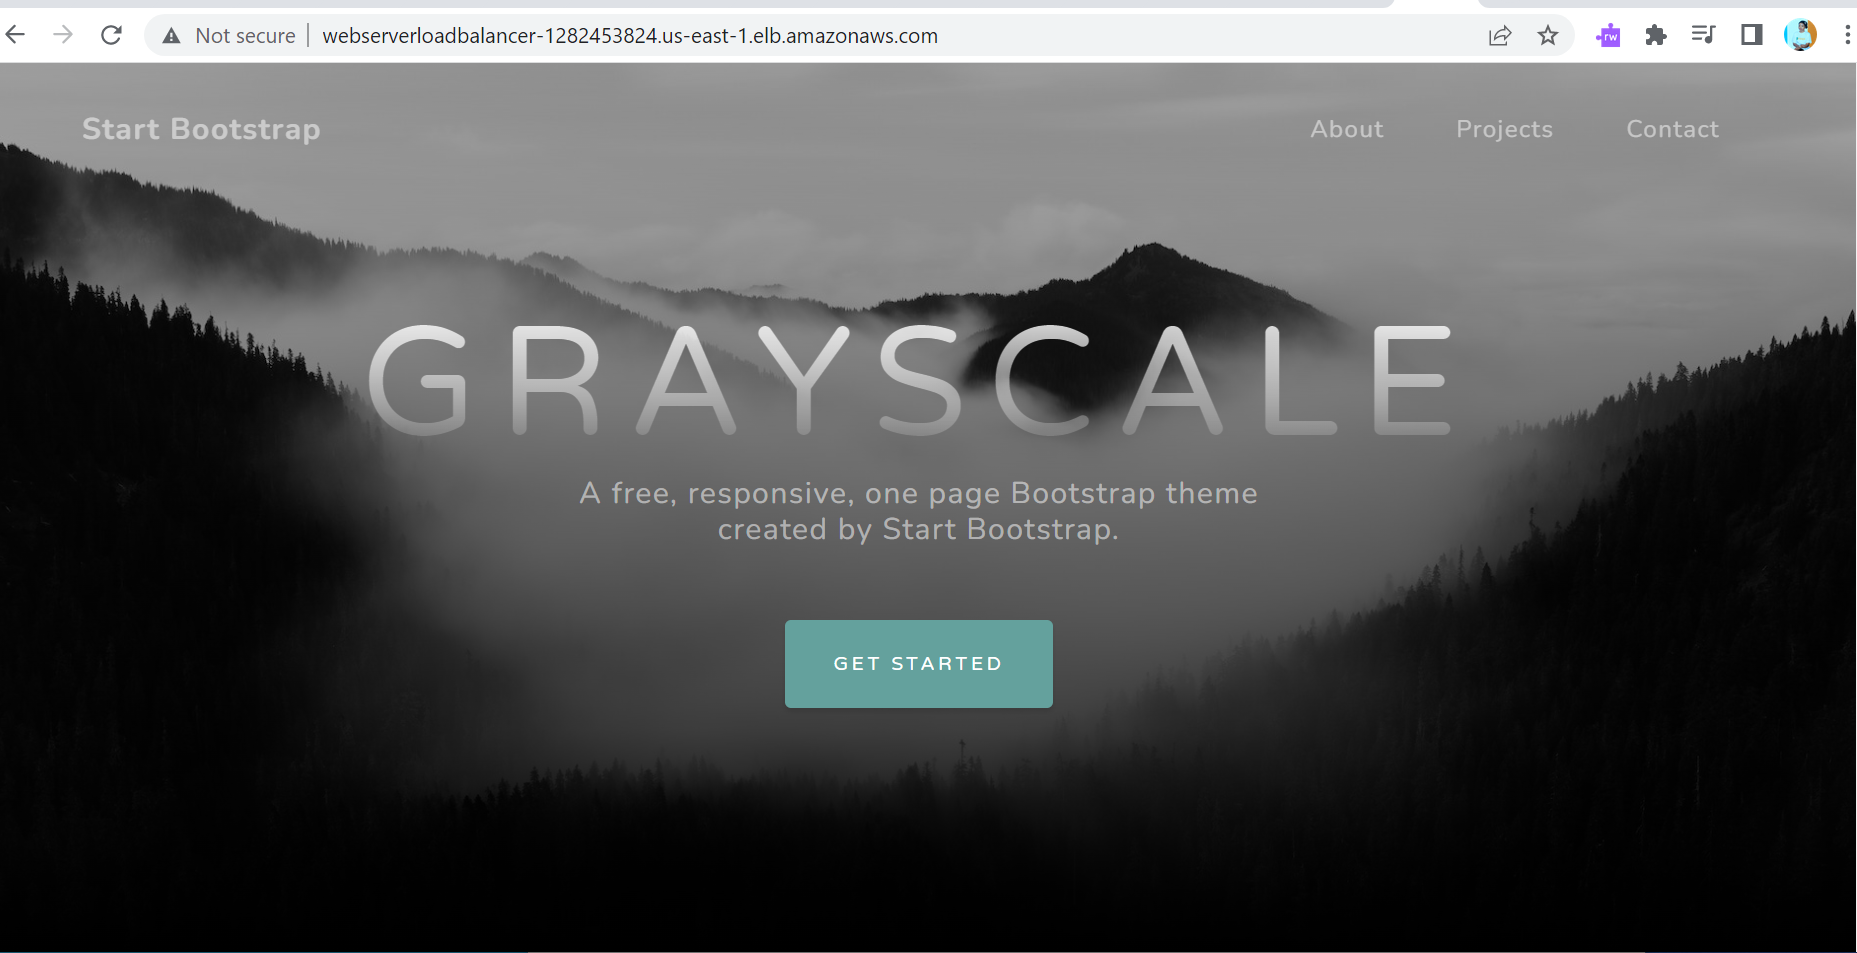 Not secure
webserverloadbalancer-1282453824.us-east-1.elb.amazonaws.com
rw
Start Bootstrap
About
Projects
Contact
GRAYSCALE
A free, responsive, one page Bootstrap theme
created by Start Bootstrap.
GET STARTED